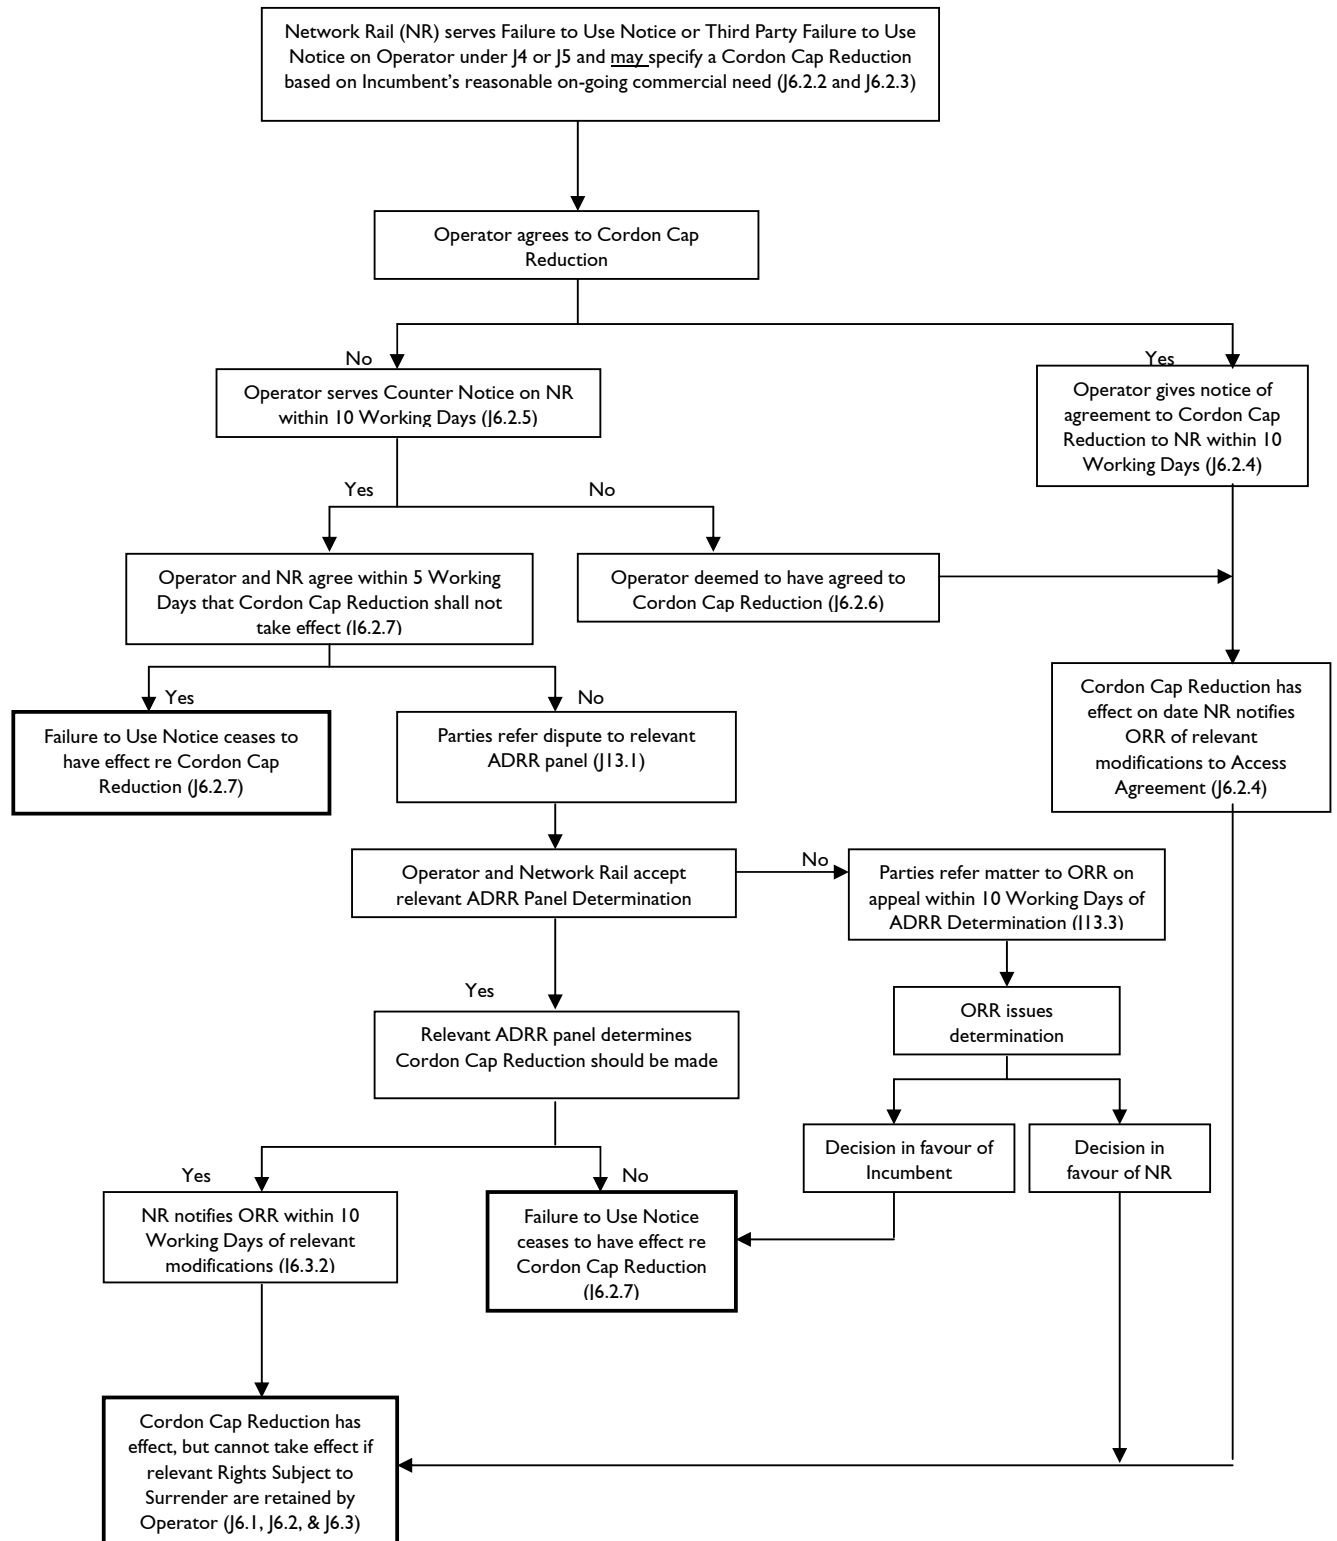 Network Rail (NR) serves Failure to Use Notice or Third Party Failure to Use
Notice on Operator under J4 or J5 and may specify a Cordon Cap Reduction
based on Incumbent's reasonable on-going commercial need (J6.2.2 and J6.2.3)
Operator agrees to Cordon Cap
Reduction
No
Yes
Operator serves Counter Notice on NR
within 10 Working Days (J6.2.5)
Operator gives notice of
agreement to Cordon Cap
Reduction to NR within 10
Working Days (J6.2.4)
Yes
No
Operator and NR agree within 5 Working
Days that Cordon Cap Reduction shall not
take effect (J6.2.7)
Operator deemed to have agreed to
Cordon Cap Reduction (J6.2.6)
Yes
No
Failure to Use Notice ceases to
have effect re Cordon Cap
Reduction (J6.2.7)
Parties refer dispute to relevant
ADRR panel (J13.1)
Cordon Cap Reduction has
effect on date NR notifies
ORR of relevant
modifications to Access
Agreement (J6.2.4)
Operator and Network Rail accept
relevant ADRR Panel Determination
No
Parties refer matter to ORR on
appeal within 10 Working Days of
ADRR Determination (J13.3)
Yes
ORR issues
determination
Relevant ADRR panel determines
Cordon Cap Reduction should be made
Decision in favour of
Incumbent
Decision in
favour of NR
Yes
No
NR notifies ORR within 10
Working Days of relevant
modifications (J6.3.2)
Failure to Use Notice
ceases to have effect re
Cordon Cap Reduction
(J6.2.7)
Cordon Cap Reduction has
effect, but cannot take effect if
relevant Rights Subject to
Surrender are retained by
Operator (J6.1, J6.2, & J6.3)